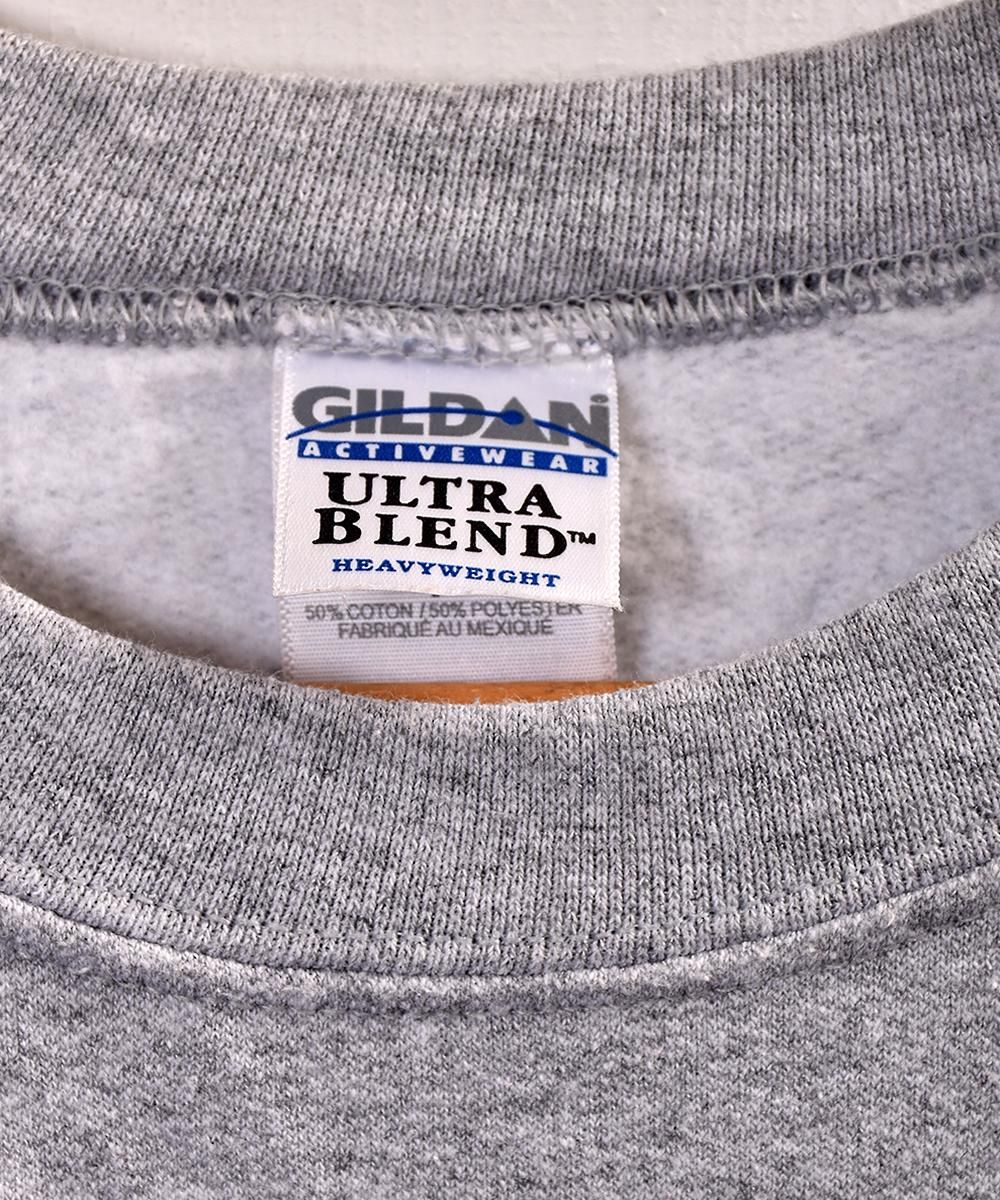 GILDAN
ACTIVEWEAR
ULTRA
BLEND™
HEAVYWEIGHT
50% COTON / 50% POLYESTER
FABRIQUÉ AU MEXIQUE